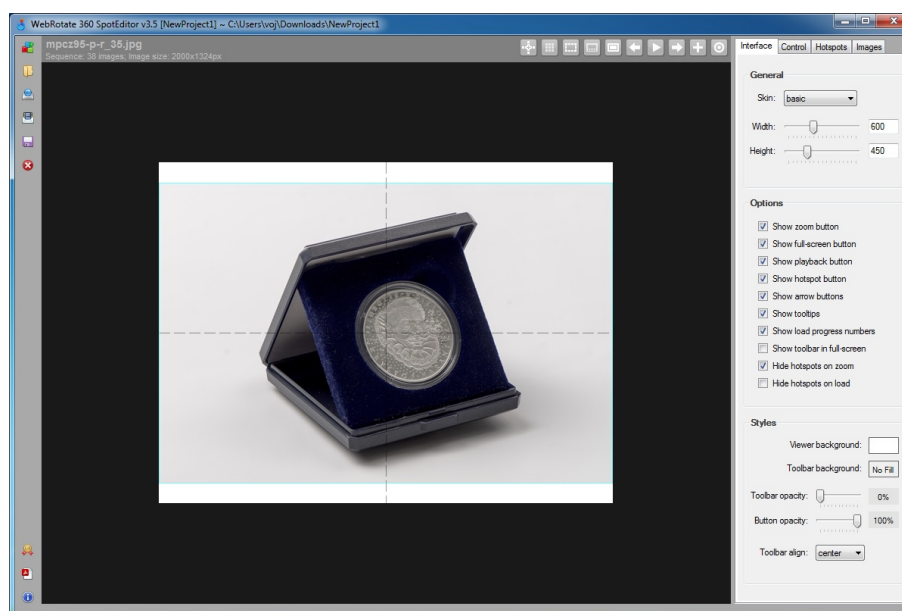 WebRotate 360 SpotEditor v3.5 [NewProject1] ~ C:\Users\voj\Downloads\NewProject1
mpcz95-p-r_35.jpg
Sequence: 36 images, Image size: 2000x1324px
Interface Control Hotspots Images
General
Skin: basic
Width: 600
Height: 450
Options
Show zoom button
Show full-screen button
Show playback button
Show hotspot button
Show arrow buttons
Show tooltips
Show load progress numbers
Show toolbar in full-screen
Hide hotspots on zoom
Hide hotspots on load
Styles
Viewer background:
Toolbar background: No Fill
Toolbar opacity: 0%
Button opacity: 100%
Toolbar align: center